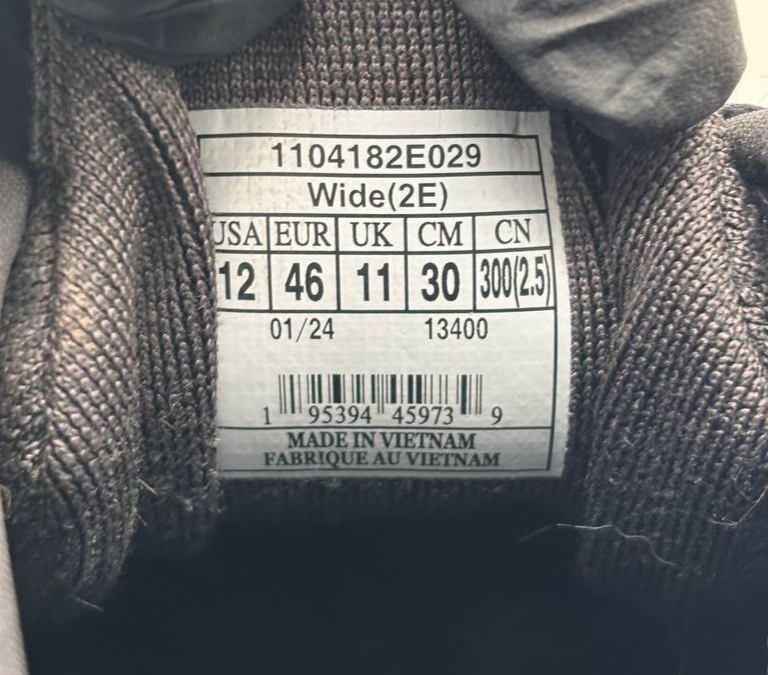 1104182E029
Wide(2E)
USA EUR UK CM CN
12 46 11 30 300(2.5)
01/24 13400
1 95394 45973 9
MADE IN VIETNAM
FABRIQUE AU VIETNAM